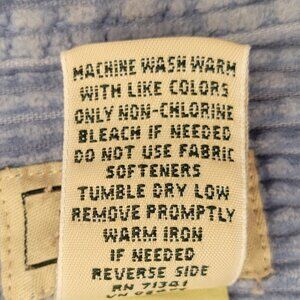 MACHINE WASH WARM
WITH LIKE COLORS
ONLY NON-CHLORINE
BLEACH IF NEEDED
DO NOT USE FABRIC
SOFTENERS
TUMBLE DRY LOW
REMOVE PROMPTLY
WARM IRON
IF NEEDED
REVERSE SIDE
RN 71341